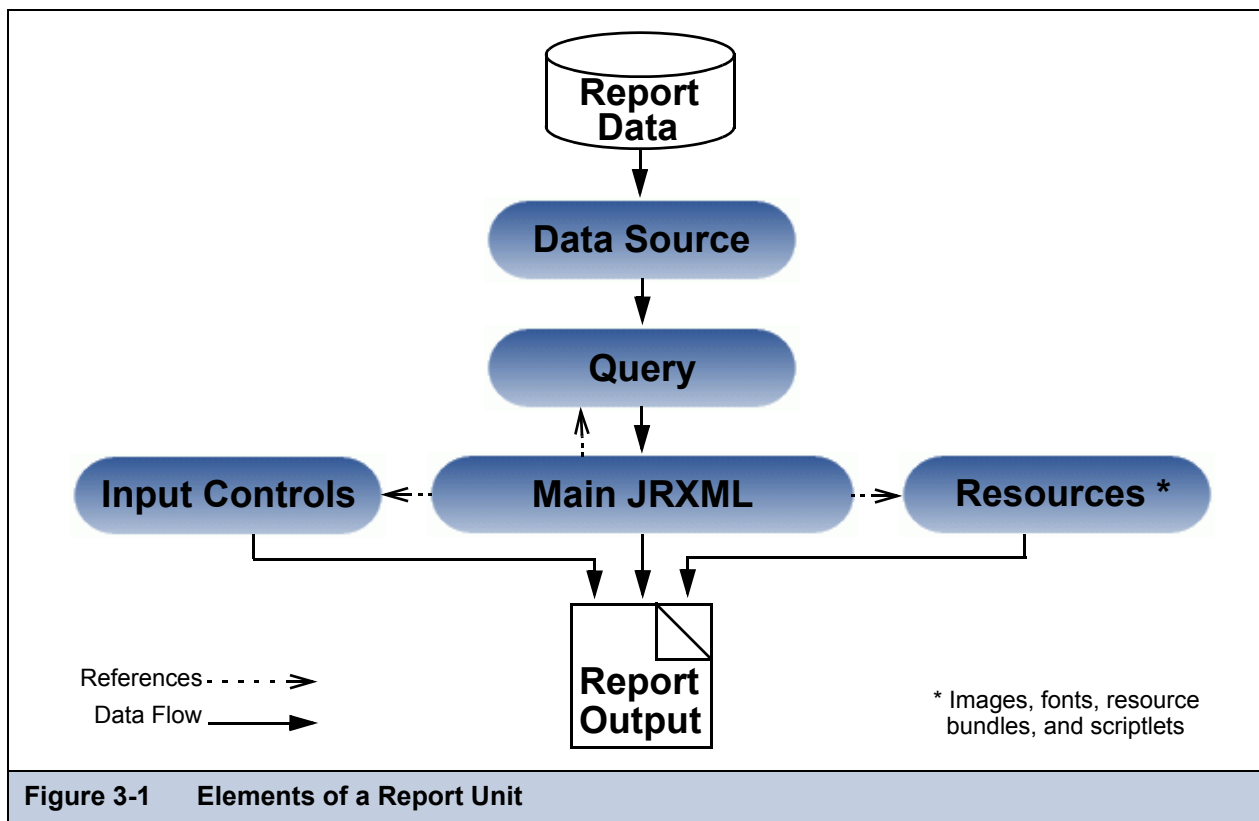 Report
Data
Data Source
Query
Input Controls
Main JRXML
Resources *
Report
Output
References
Data Flow
* Images, fonts, resource
bundles, and scriptlets
Figure 3-1 Elements of a Report Unit